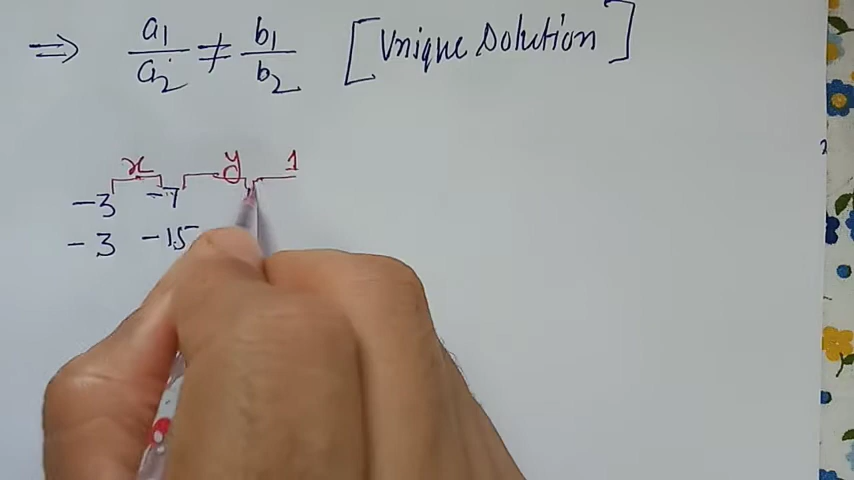 ⇒ a₁/a₂ ≠ b₁/b₂ [Unique Solution]
x y 1
-3 -7
-3 -15